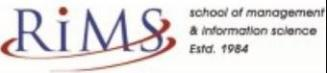 RiMS
school of management
& information science
Estd. 1984